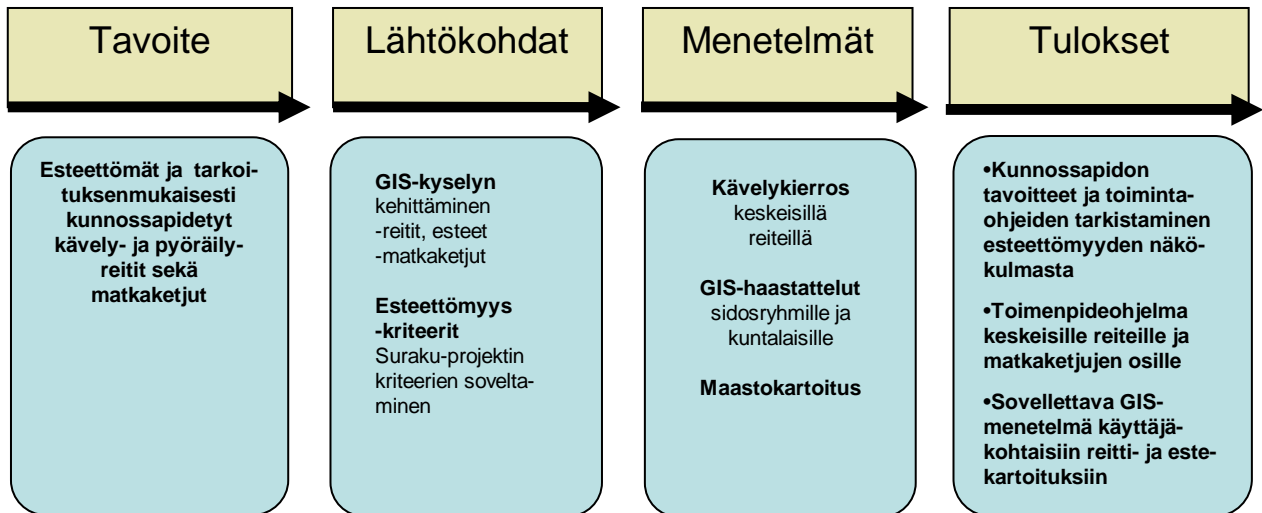 Tavoite
Esteettömät ja tarkoi-
tuksenmukaisesti
kunnossapidetyt
kävely- ja pyöräily-
reitit sekä
matkaketjut
Lähtökohdat
GIS-kyselyn
kehittäminen
-reitit, esteet
-matkaketjut
Esteettömyys
-kriteerit
Suraku-projektin
kriteerien sovelta-
minen
Menetelmät
Kävelykierros
keskeisillä
reiteillä
GIS-haastattelut
sidosryhmille ja
kuntalaisille
Maastokartoitus
Tulokset
•Kunnossapidon
tavoitteet ja toiminta-
ohjeiden tarkistaminen
esteettömyyden näkö-
kulmasta
•Toimenpideohjelma
keskeisille reiteille ja
matkaketjujen osille
•Sovellettava GIS-
menetelmä käyttäjä-
kohtaisiin reitti- ja este-
kartoituksiin